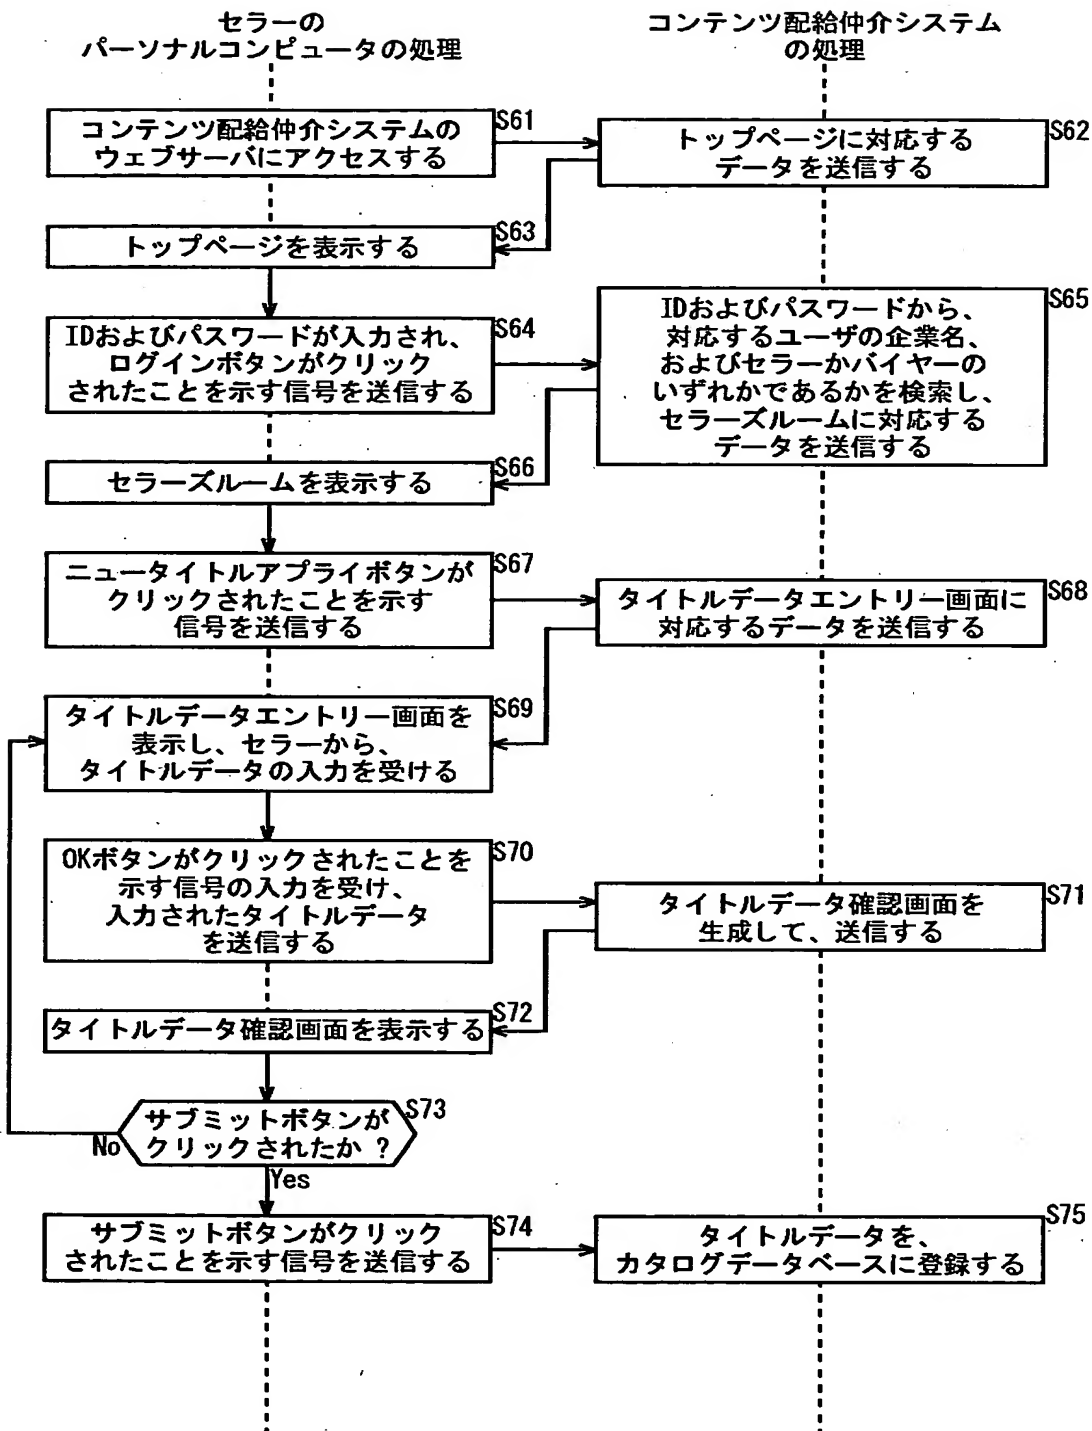 セラーの
パーソナルコンピュータの処理
コンテンツ配給仲介システム
の処理
S61
コンテンツ配給仲介システムの
ウェブサーバにアクセスする
S62
トップページに対応する
データを送信する
S63
トップページを表示する
S64
IDおよびパスワードが入力され、
ログインボタンがクリック
されたことを示す信号を送信する
S65
IDおよびパスワードから、
対応するユーザの企業名、
およびセラーかバイヤーの
いずれかであるかを検索し、
セラーズルームに対応する
データを送信する
S66
セラーズルームを表示する
S67
ニュータイトルアプライボタンが
クリックされたことを示す
信号を送信する
S68
タイトルデータエントリー画面に
対応するデータを送信する
S69
タイトルデータエントリー画面を
表示し、セラーから、
タイトルデータの入力を受ける
S70
OKボタンがクリックされたことを
示す信号の入力を受け、
入力されたタイトルデータ
を送信する
S71
タイトルデータ確認画面を
生成して、送信する
S72
タイトルデータ確認画面を表示する
S73
サブミットボタンが
クリックされたか ?
No
Yes
S74
サブミットボタンがクリック
されたことを示す信号を送信する
S75
タイトルデータを、
カタログデータベースに登録する